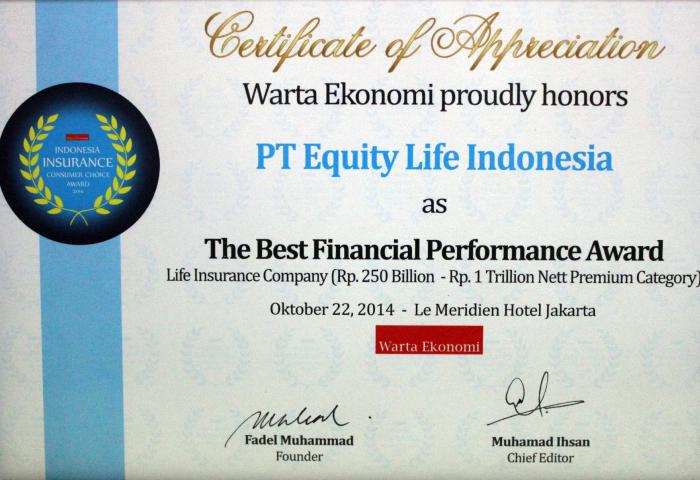 Certificate of Appreciation
Warta Ekonomi proudly honors
PT Equity Life Indonesia
as
The Best Financial Performance Award
Life Insurance Company (Rp. 250 Billion - Rp. 1 Trillion Nett Premium Category)
Oktober 22, 2014 - Le Meridien Hotel Jakarta
Warta Ekonomi
INDONESIA
INSURANCE
CONSUMER CHOICE
AWARD
2014
Fadel Muhammad
Founder
Muhamad Ihsan
Chief Editor